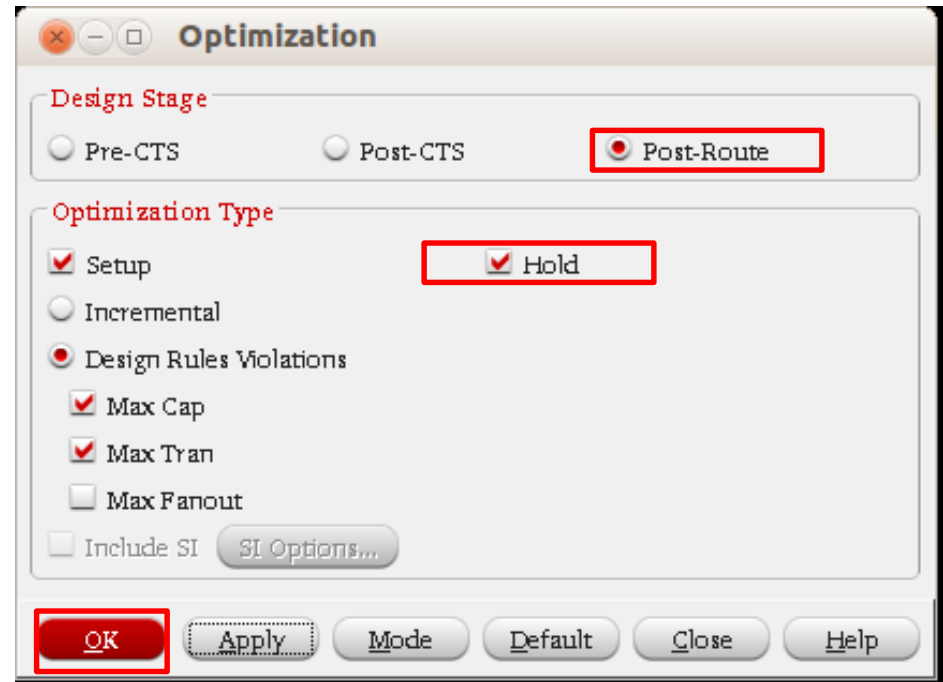 Optimization
Design Stage
Pre-CTS Post-CTS Post-Route
Optimization Type
Setup Hold
Incremental
Design Rules Violations
Max Cap
Max Tran
Max Fanout
Include SI SI Options...
OK Apply Mode Default Close Help